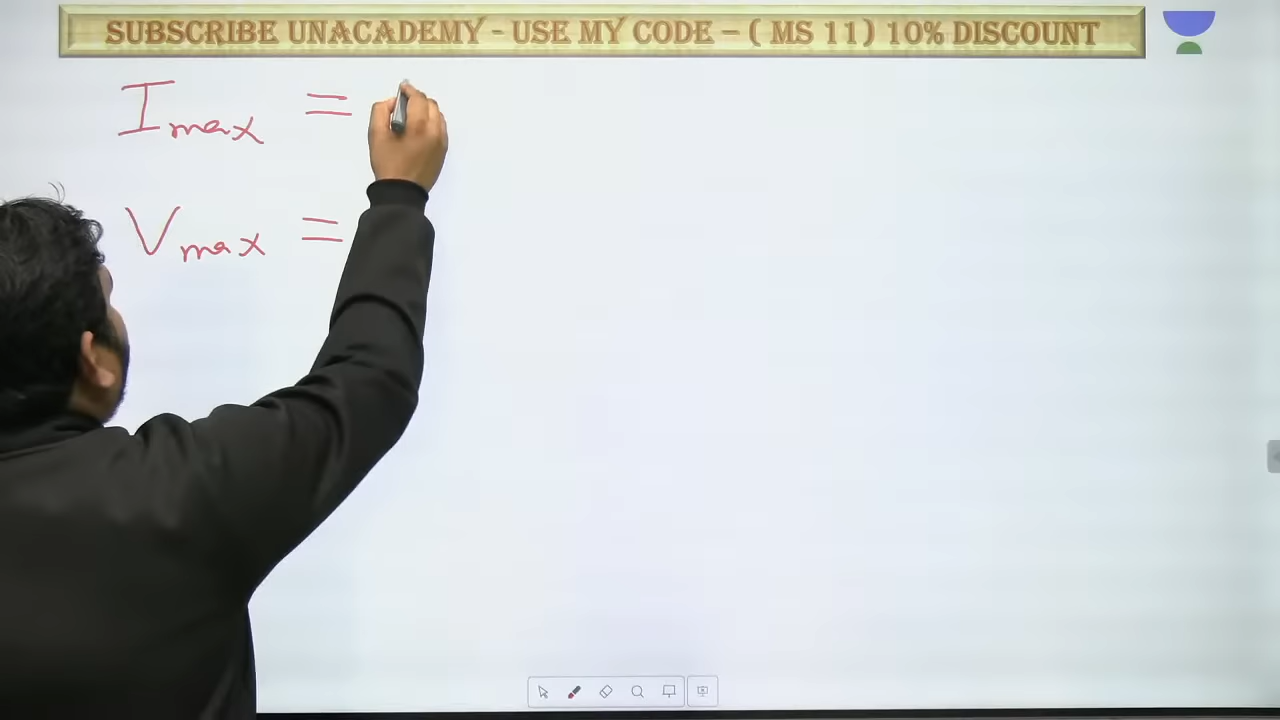 SUBSCRIBE UNACADEMY - USE MY CODE – ( MS 11) 10% DISCOUNT
Imax =
Vmax =